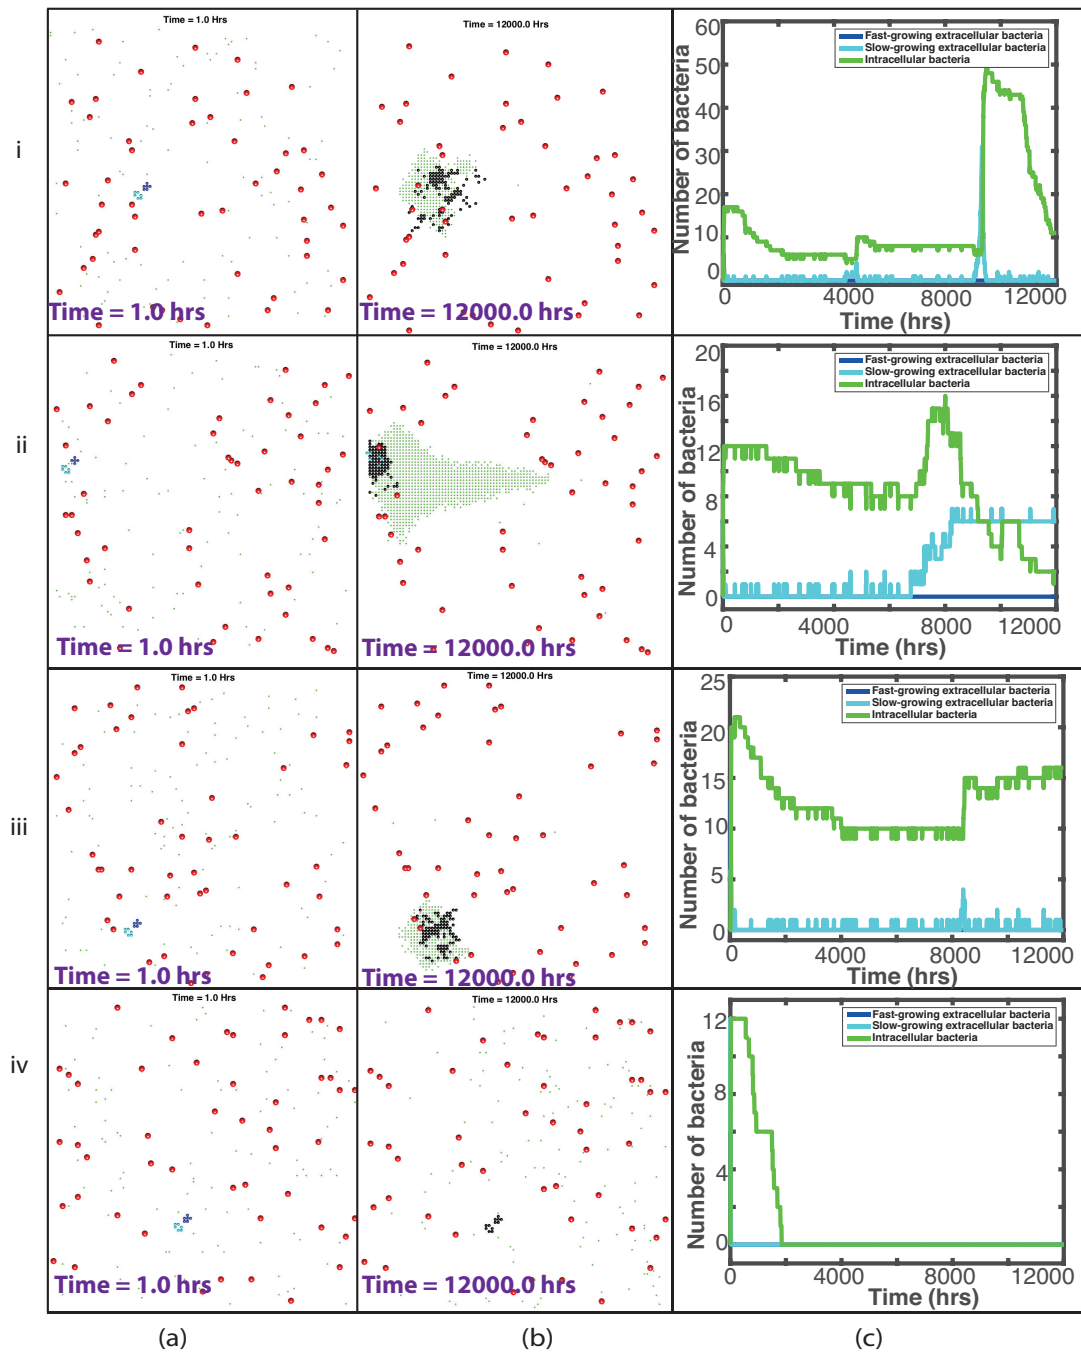 i
Time = 1.0 Hrs
Time = 1.0 hrs
Time = 12000.0 Hrs
Time = 12000.0 hrs
Number of bacteria
60
50
40
30
20
10
0
Fast-growing extracellular bacteria
Slow-growing extracellular bacteria
Intracellular bacteria
0 4000 8000 12000
Time (hrs)
ii
Time = 1.0 Hrs
Time = 1.0 hrs
12000.0 Hrs
Time = 12000.0 hrs
Number of bacteria
20
16
12
8
4
0
Fast-growing extracellular bacteria
Slow-growing extracellular bacteria
Intracellular bacteria
0 4000 8000 12000
Time (hrs)
iii
Time = 1.0 Hrs
Time = 1.0 hrs
12000.0 Hrs
Time = 12000.0 hrs
Number of bacteria
25
20
15
10
5
0
Fast-growing extracellular bacteria
Slow-growing extracellular bacteria
Intracellular bacteria
0 4000 8000 12000
Time (hrs)
iv
Time = 1.0 Hrs
Time = 1.0 hrs
Time = 12000.0 Hrs
Time = 12000.0 hrs
Number of bacteria
12
8
4
0
Fast-growing extracellular bacteria
Slow-growing extracellular bacteria
Intracellular bacteria
0 4000 8000 12000
Time (hrs)
(a) (b) (c)